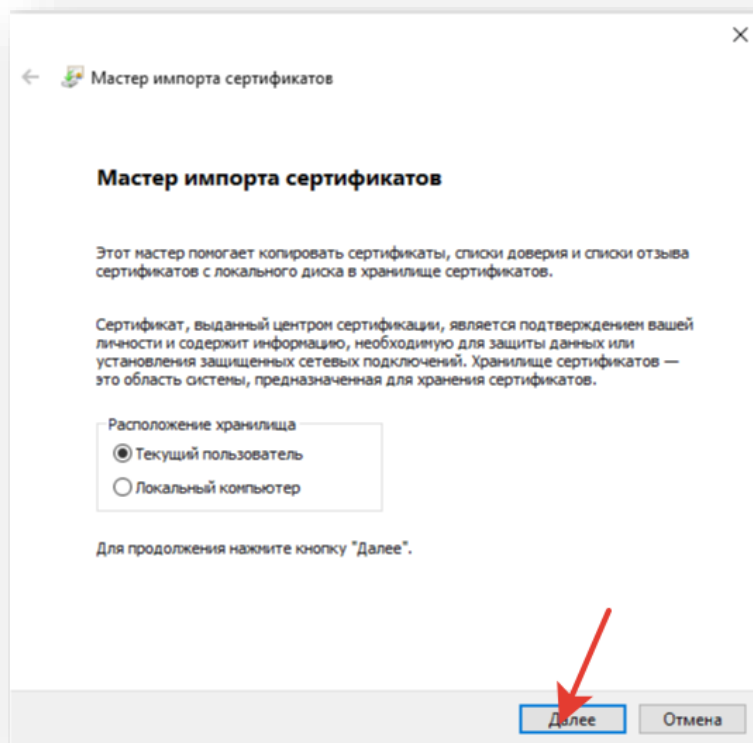 Мастер импорта сертификатов
Мастер импорта сертификатов
Этот мастер помогает копировать сертификаты, списки доверия и списки отзыва
сертификатов с локального диска в хранилище сертификатов.
Сертификат, выданный центром сертификации, является подтверждением вашей
личности и содержит информацию, необходимую для защиты данных или
установления защищенных сетевых подключений. Хранилище сертификатов —
это область системы, предназначенная для хранения сертификатов.
Расположение хранилища
Текущий пользователь
Локальный компьютер
Для продолжения нажмите кнопку "Далее".
Далее
Отмена